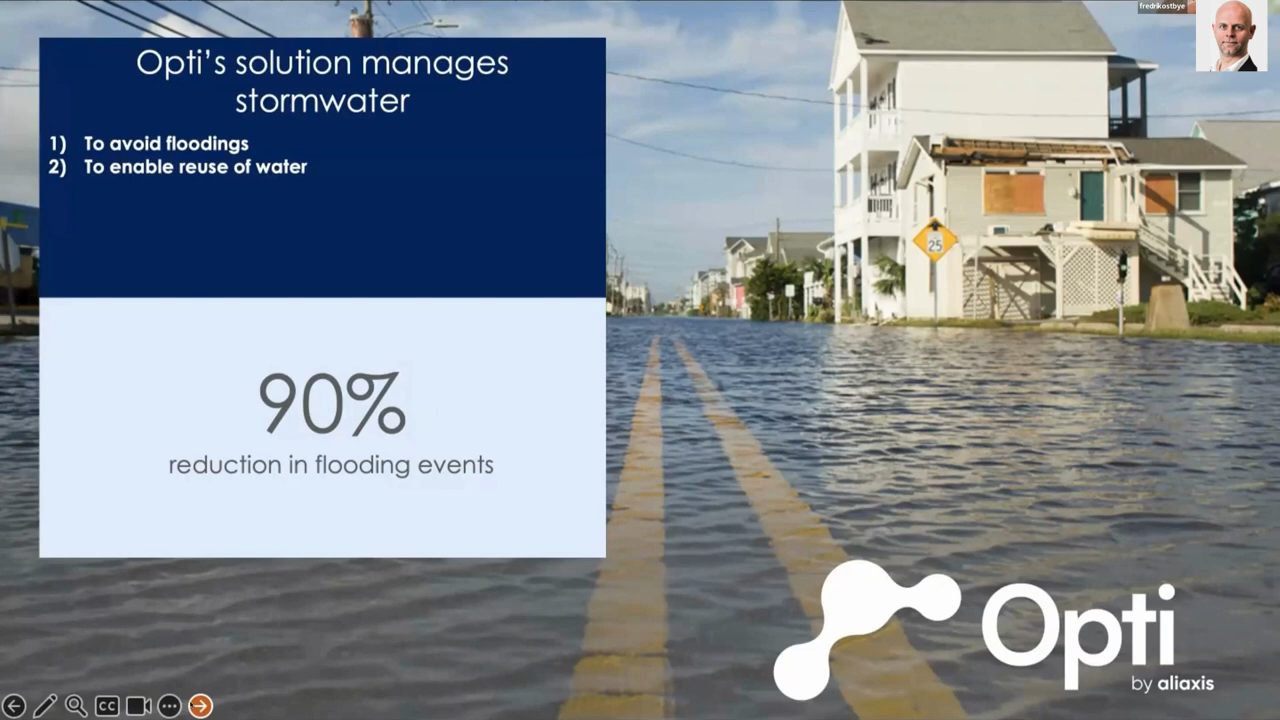 fredrikostbye
Opti's solution manages
stormwater
1) To avoid floodings
2) To enable reuse of water
25
90%
reduction in flooding events
Opti
by aliaxis
CC